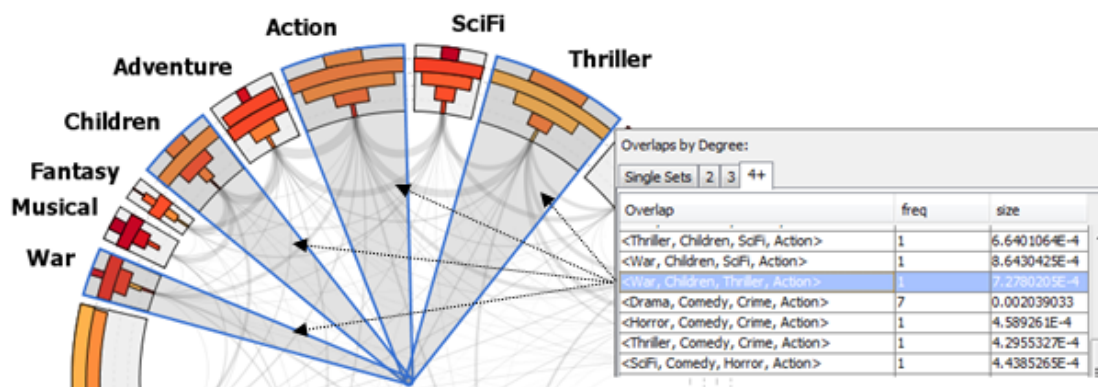 SciFi
Action
Thriller
Adventure
Children
Fantasy
Musical
War
Overlaps by Degree:
Single Sets 2 3 4+
Overlap freq size
<Thriller, Children, SciFi, Action> 1 6.6401064E-4
<War, Children, SciFi, Action> 1 8.6430425E-4
<War, Children, Thriller, Action> 1 7.2780205E-4
<Drama, Comedy, Crime, Action> 7 0.002039033
<Horror, Comedy, Crime, Action> 1 4.589261E-4
<Thriller, Comedy, Crime, Action> 1 4.2955327E-4
<SciFi, Comedy, Horror, Action> 1 4.4385265E-4